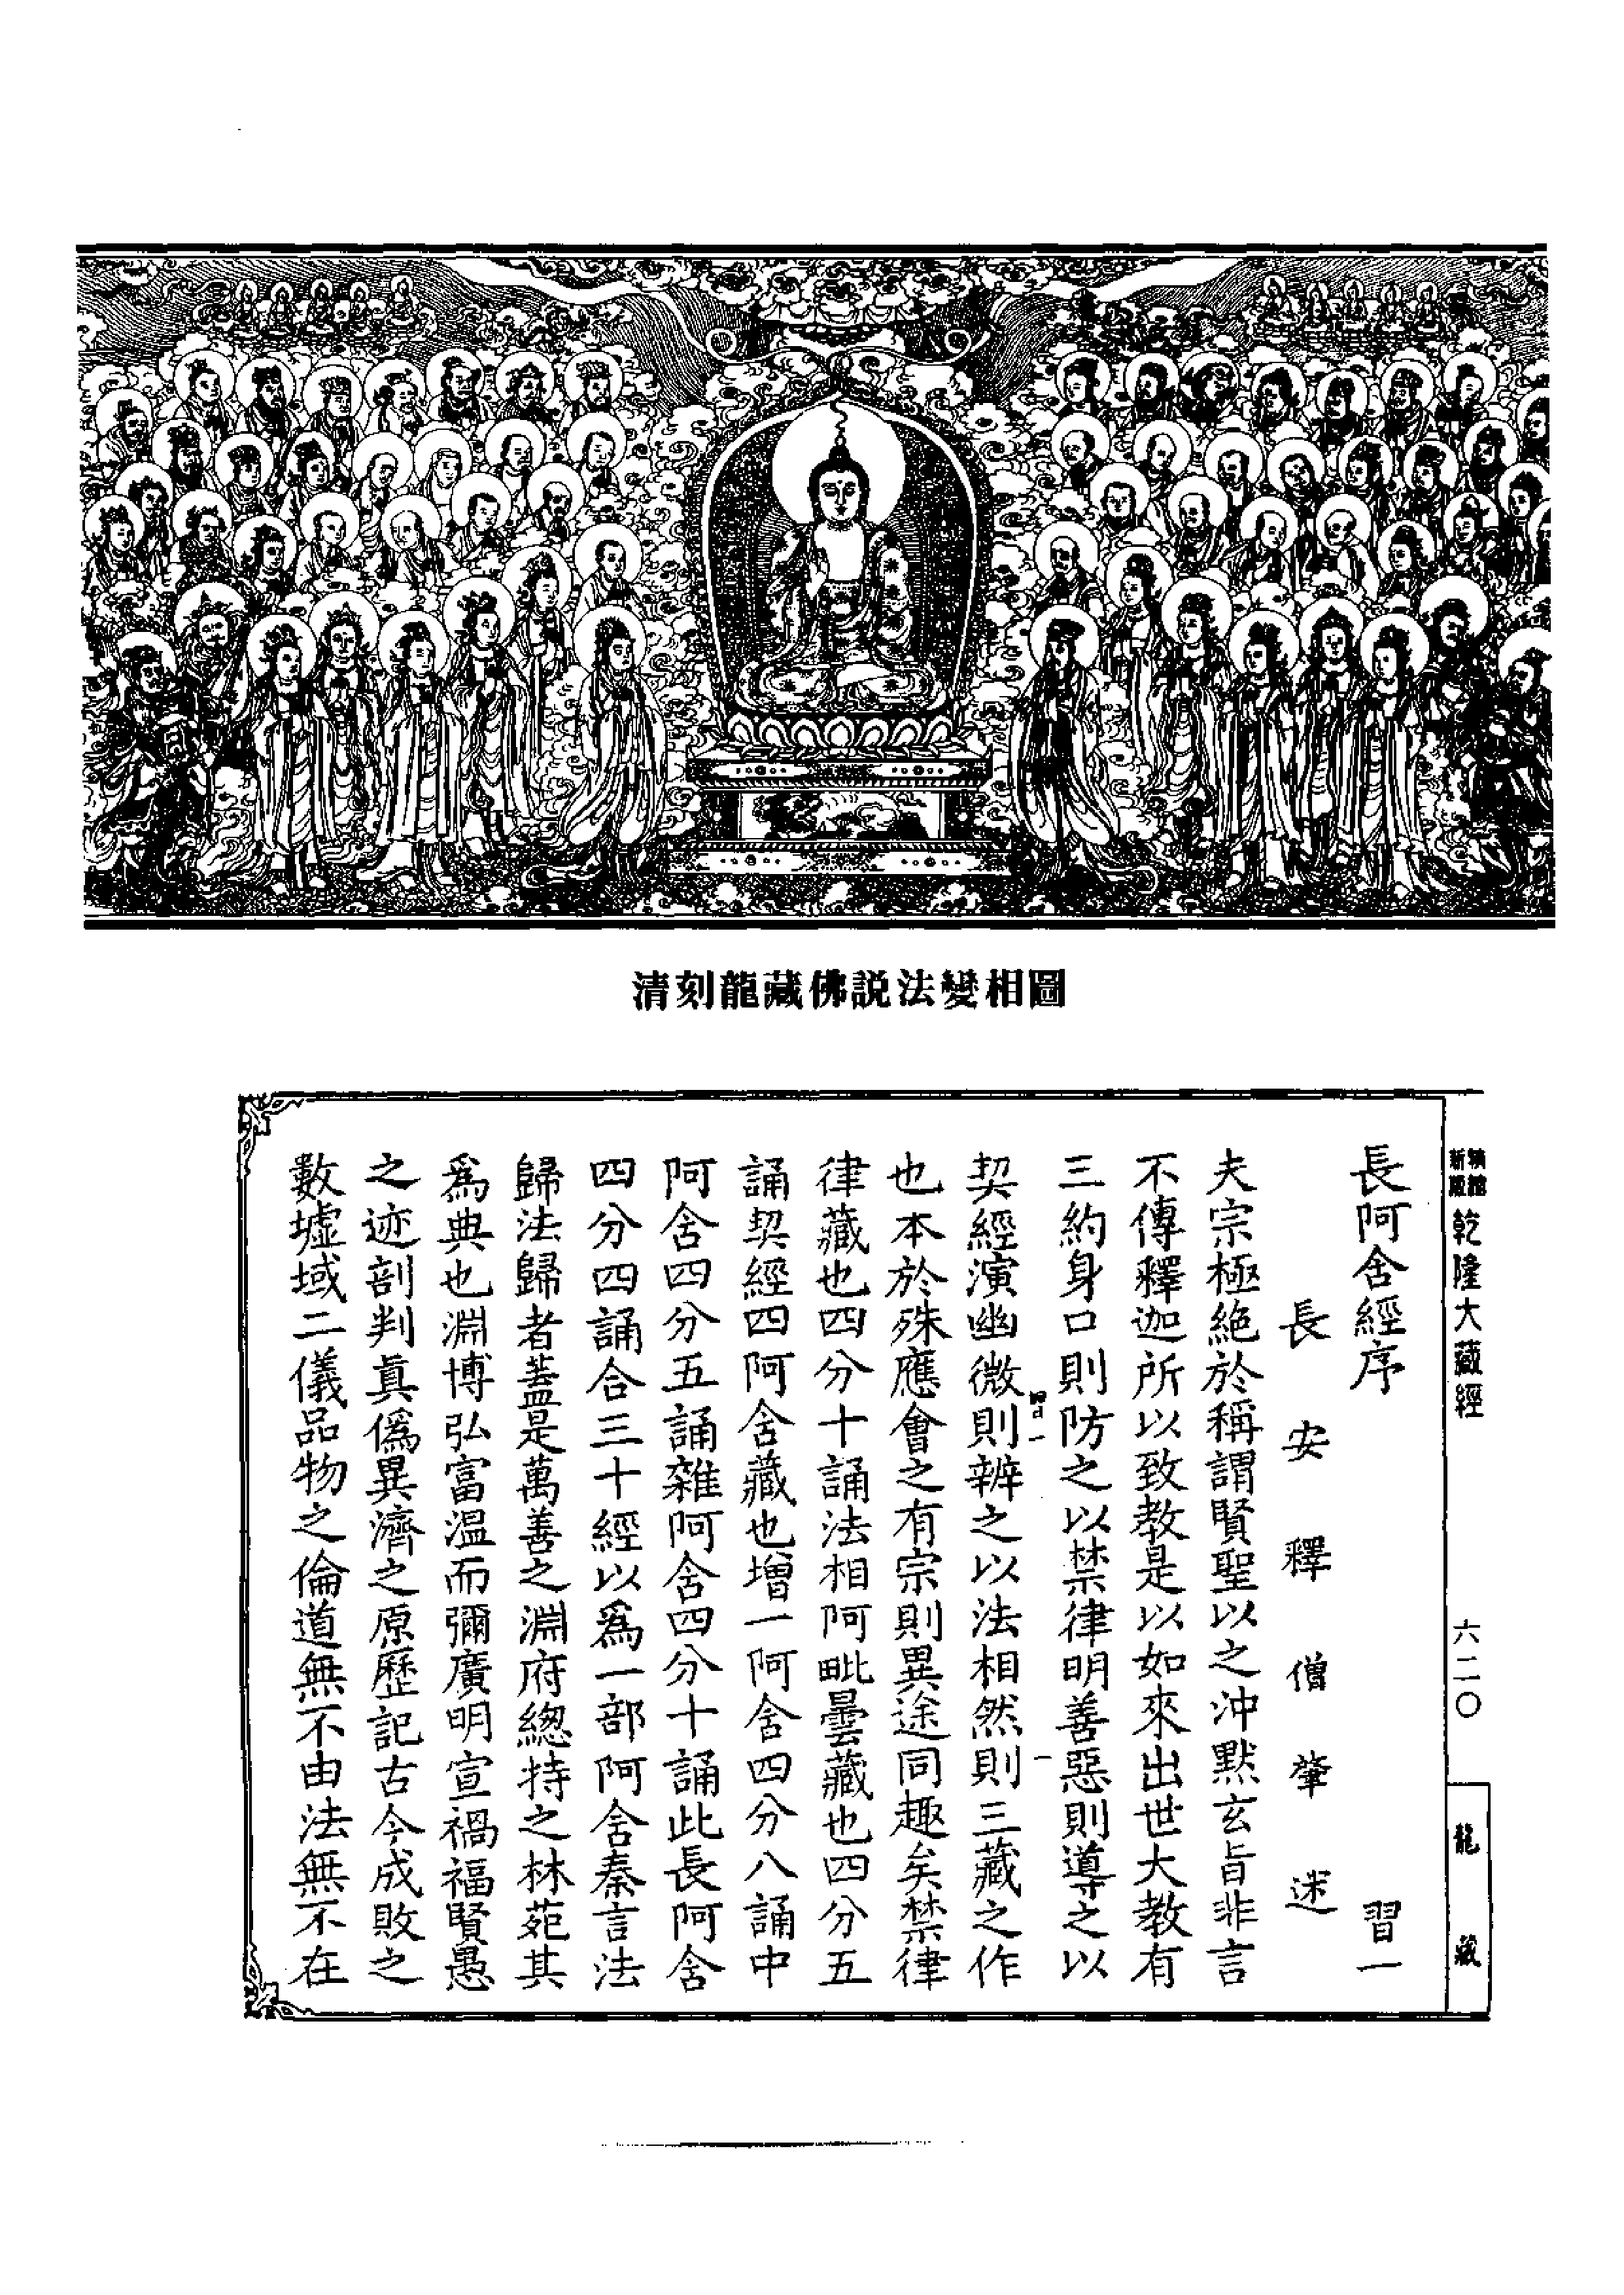 清刻龍藏佛説法變相圖
新版
乾隆大藏經
六二〇
龍藏
長阿含經序 習一
長安釋僧肇述
夫宗極絶於稱謂賢聖以之沖默玄旨非言
不傳釋迦所以致教是以如來出世大教有
三約身口則防之以禁律明善惡則導之以
契經演幽微則辨之以法相然則三藏之作
也本於殊應會之有宗則異途同趣矣禁律
律藏也四分十誦法相阿毗曇藏也四分五
誦契經四阿含藏也增一阿含四分八誦中
阿含四分五誦雜阿含四分十誦此長阿含
四分四誦合三十經以爲一部阿含秦言法
歸法歸者蓋是萬善之淵府總持之林苑其
爲典也淵博弘富溫而彌廣明宣禍福賢愚
之迹剖判真僞異濟之原歷記古今成敗之
數墟域二儀品物之倫道無不由法無不在